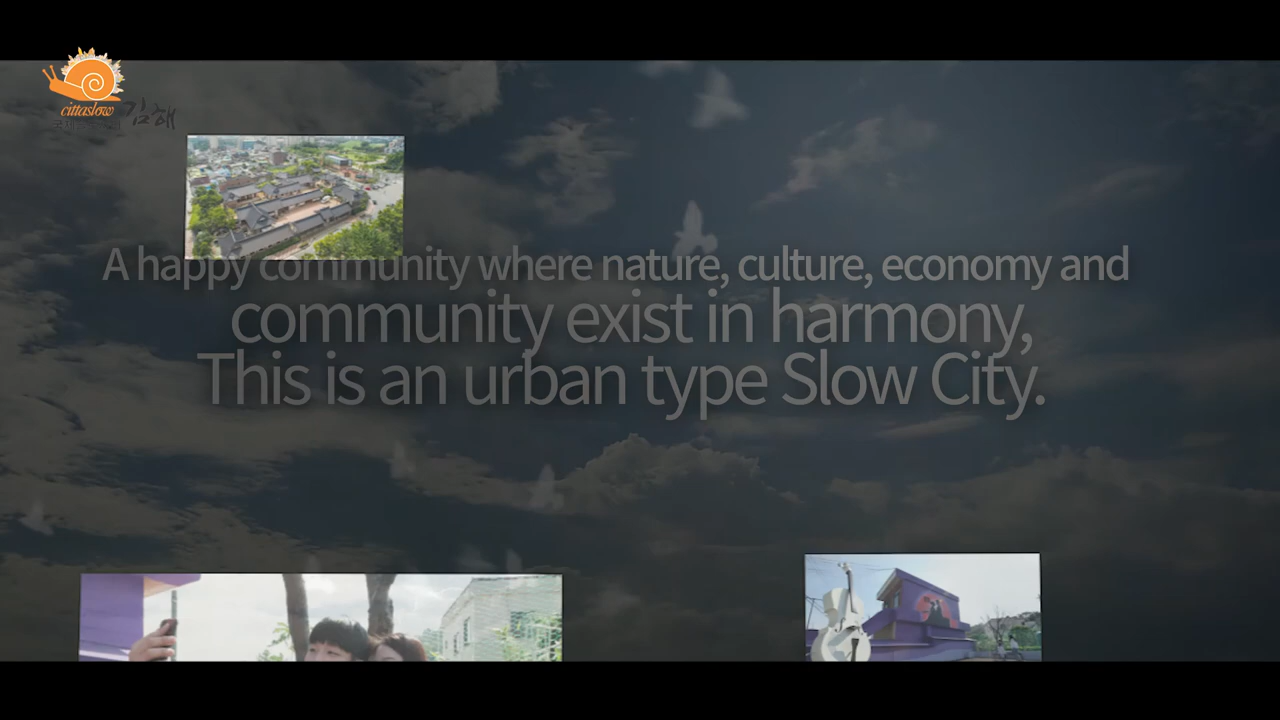 cittaslow
김해
A happy community where nature, culture, economy and
community exist in harmony,
This is an urban type Slow City.